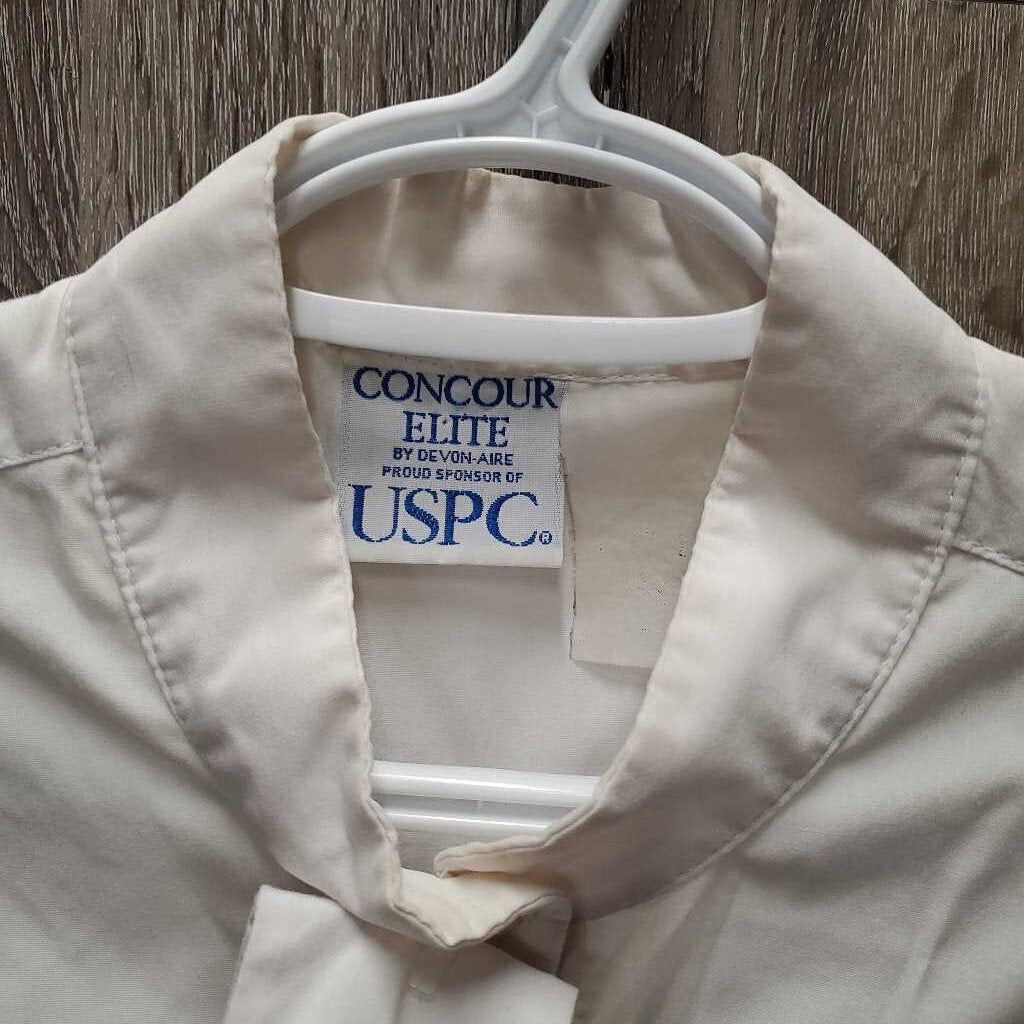 CONCOUR
ELITE
BY DEVON-AIRE
PROUD SPONSOR OF
USPC®